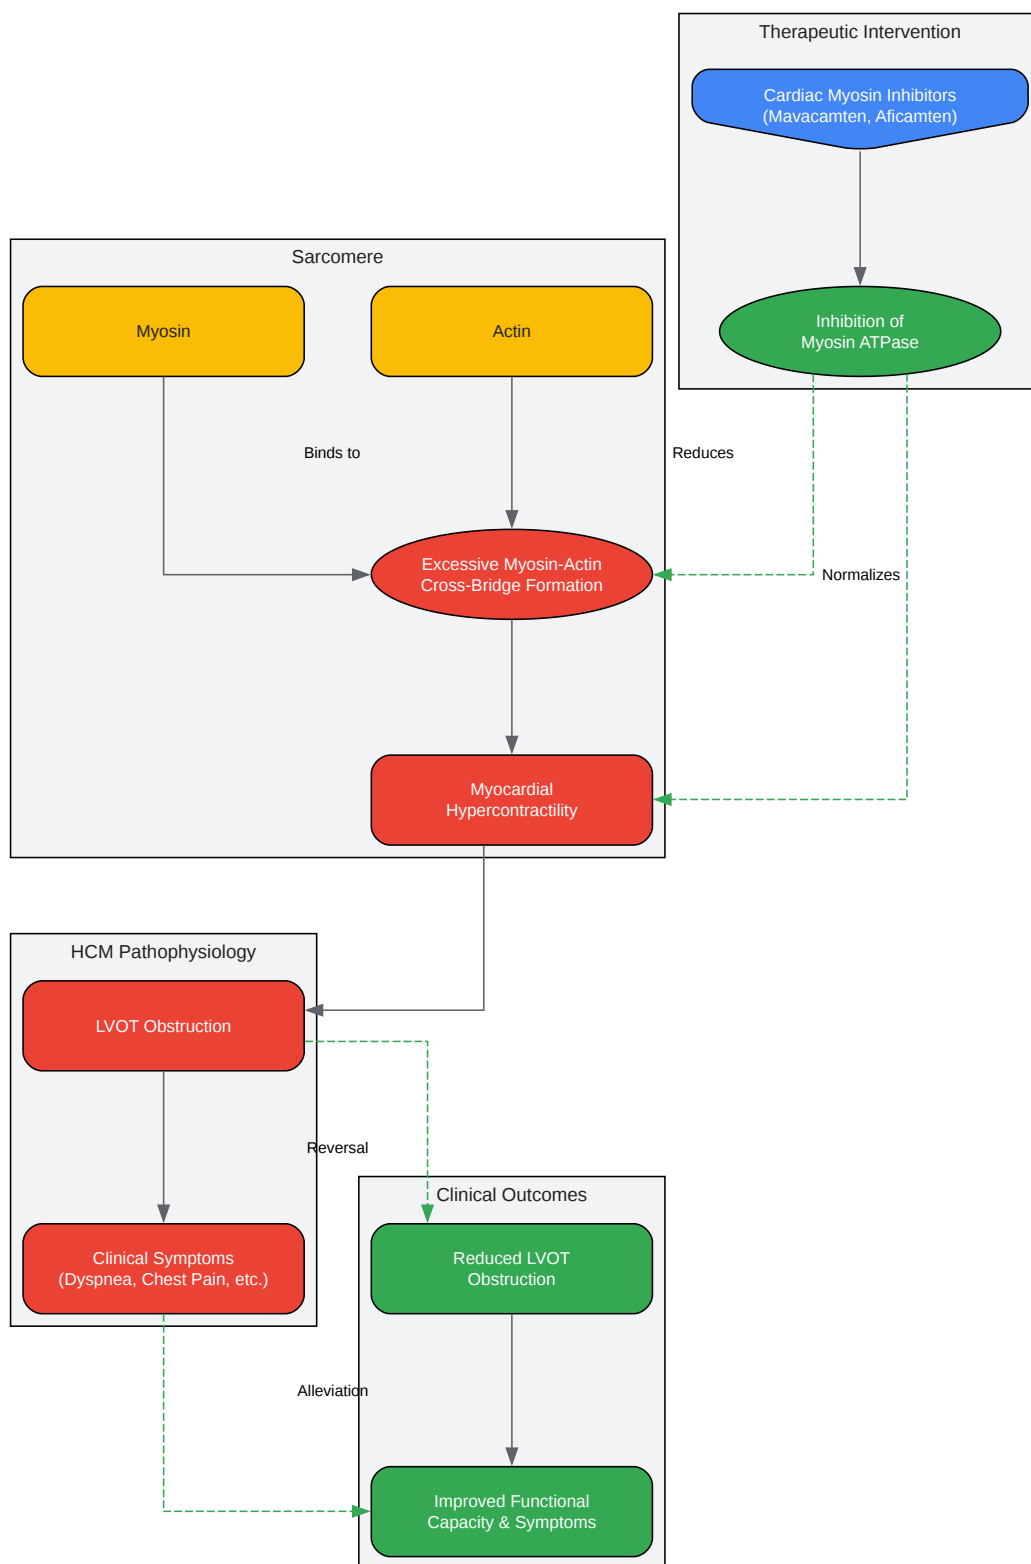 Therapeutic Intervention
Cardiac Myosin Inhibitors
(Mavacamten, Aficamten)
Sarcomere
Myosin
Actin
Inhibition of
Myosin ATPase
Binds to
Reduces
Excessive Myosin-Actin
Cross-Bridge Formation
Normalizes
Myocardial
Hypercontractility
HCM Pathophysiology
LVOT Obstruction
Reversal
Clinical Outcomes
Clinical Symptoms
(Dyspnea, Chest Pain, etc.)
Reduced LVOT
Obstruction
Alleviation
Improved Functional
Capacity & Symptoms